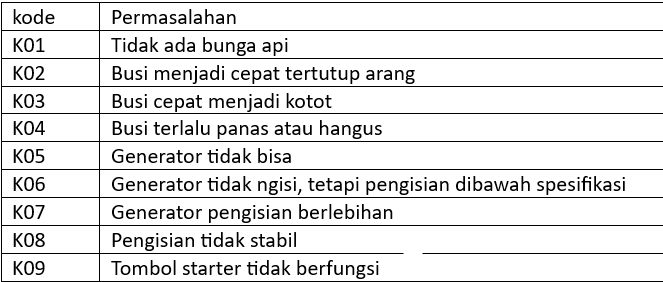 kode Permasalahan
K01 Tidak ada bunga api
K02 Busi menjadi cepat tertutup arang
K03 Busi cepat menjadi kotot
K04 Busi terlalu panas atau hangus
K05 Generator tidak bisa
K06 Generator tidak ngisi, tetapi pengisian dibawah spesifikasi
K07 Generator pengisian berlebihan
K08 Pengisian tidak stabil
K09 Tombol starter tidak berfungsi